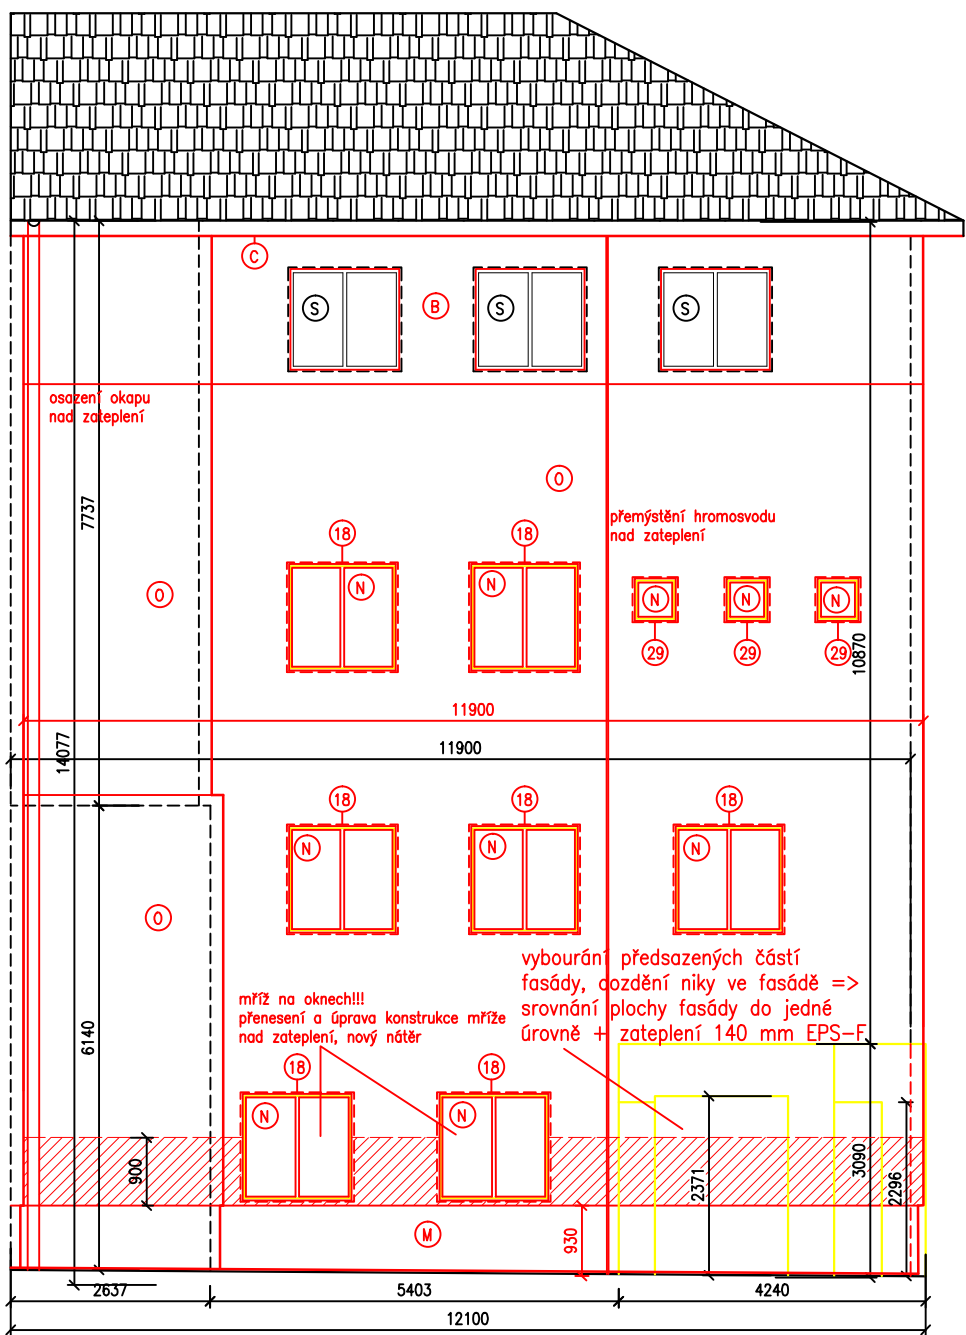 C
S
B
S
S
osazení okapu
nad zateplení
7737
O
přemýstění hromosvodu
nad zateplení
18
18
N
N
N
N
N
O
29
29
29
10870
11900
11900
14077
18
18
18
N
N
N
O
vybourání předsazených částí
fasády, dozdění niky ve fasádě =>
srovnání plochy fasády do jedné
úrovně + zateplení 140 mm EPS-F
mříž na oknech!!!
přenesení a úprava konstrukce mříže
nad zateplení, nový nátěr
6140
18
18
N
N
900
2371
3090
2296
M
930
2637
5403
4240
12100